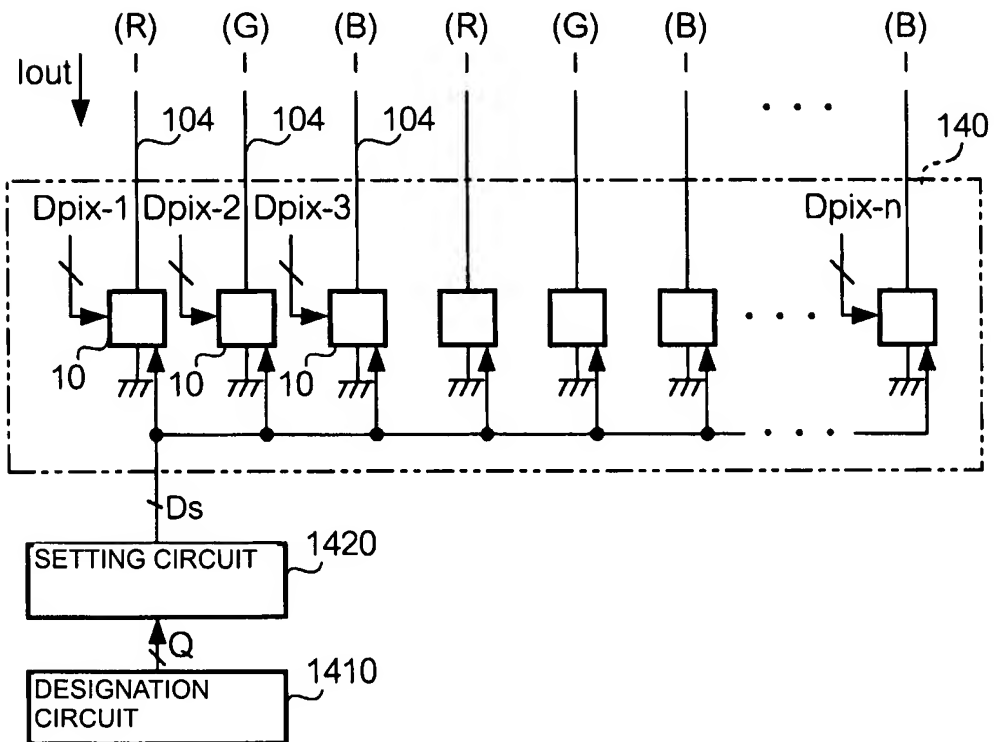 (R) (G) (B) (R) (G) (B) (B)
Iout
104 104 104 . . .
140
Dpix-1 Dpix-2 Dpix-3 Dpix-n
. . . .
10 10 10
. . . .
Ds
SETTING CIRCUIT 1420
Q
DESIGNATION 1410
CIRCUIT